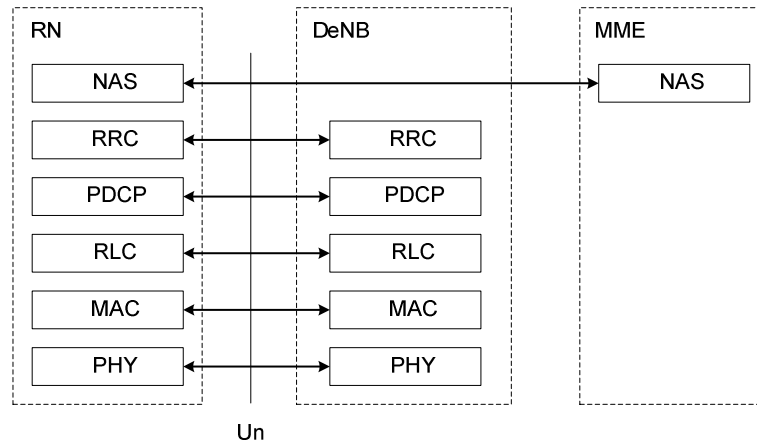 RN DeNB MME
NAS NAS
RRC RRC
PDCP PDCP
RLC RLC
MAC MAC
PHY PHY
Un